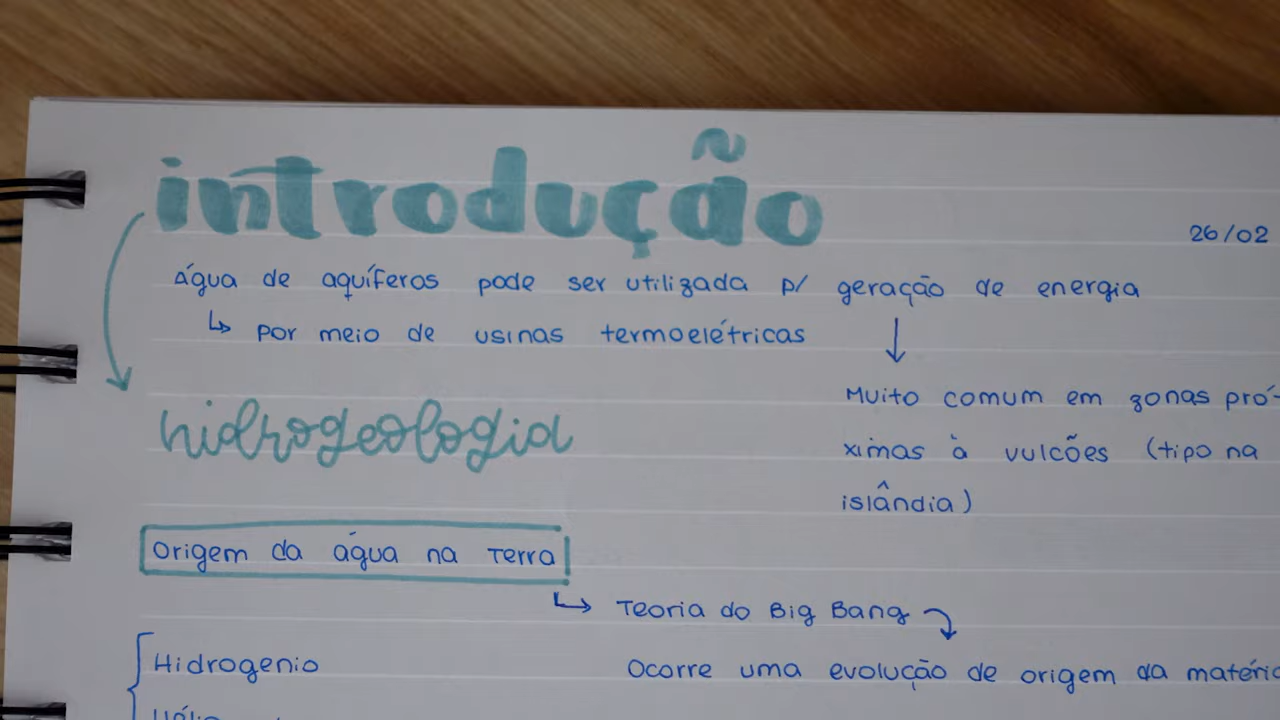 introdução
26/02
água de aquíferos pode ser utilizada p/ geração de energia
↳ por meio de usinas termoelétricas
↓
Muito comum em zonas pró-
ximas à vulcões (tipo na
islândia)
hidrogeologia
Origem da água na Terra
↳ Teoria do Big Bang
Ocorre uma evolução de origem da matéria
Hidrogenio